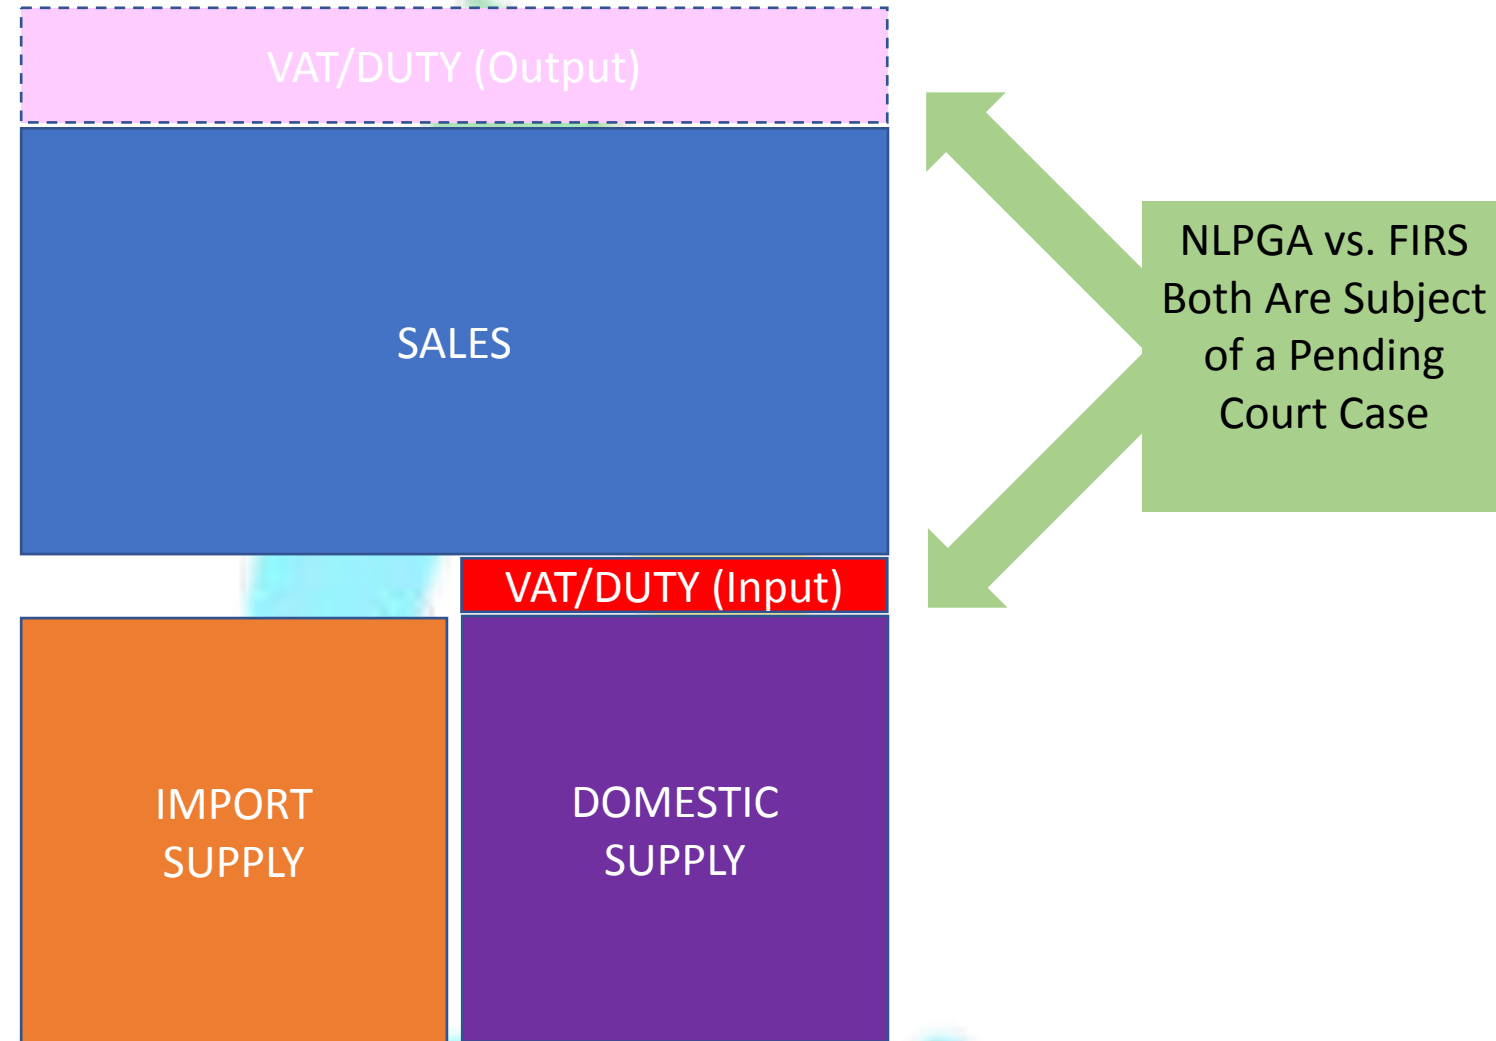 VAT/DUTY (Output)
SALES
NLPGA vs. FIRS
Both Are Subject
of a Pending
Court Case
VAT/DUTY (Input)
IMPORT
SUPPLY
DOMESTIC
SUPPLY